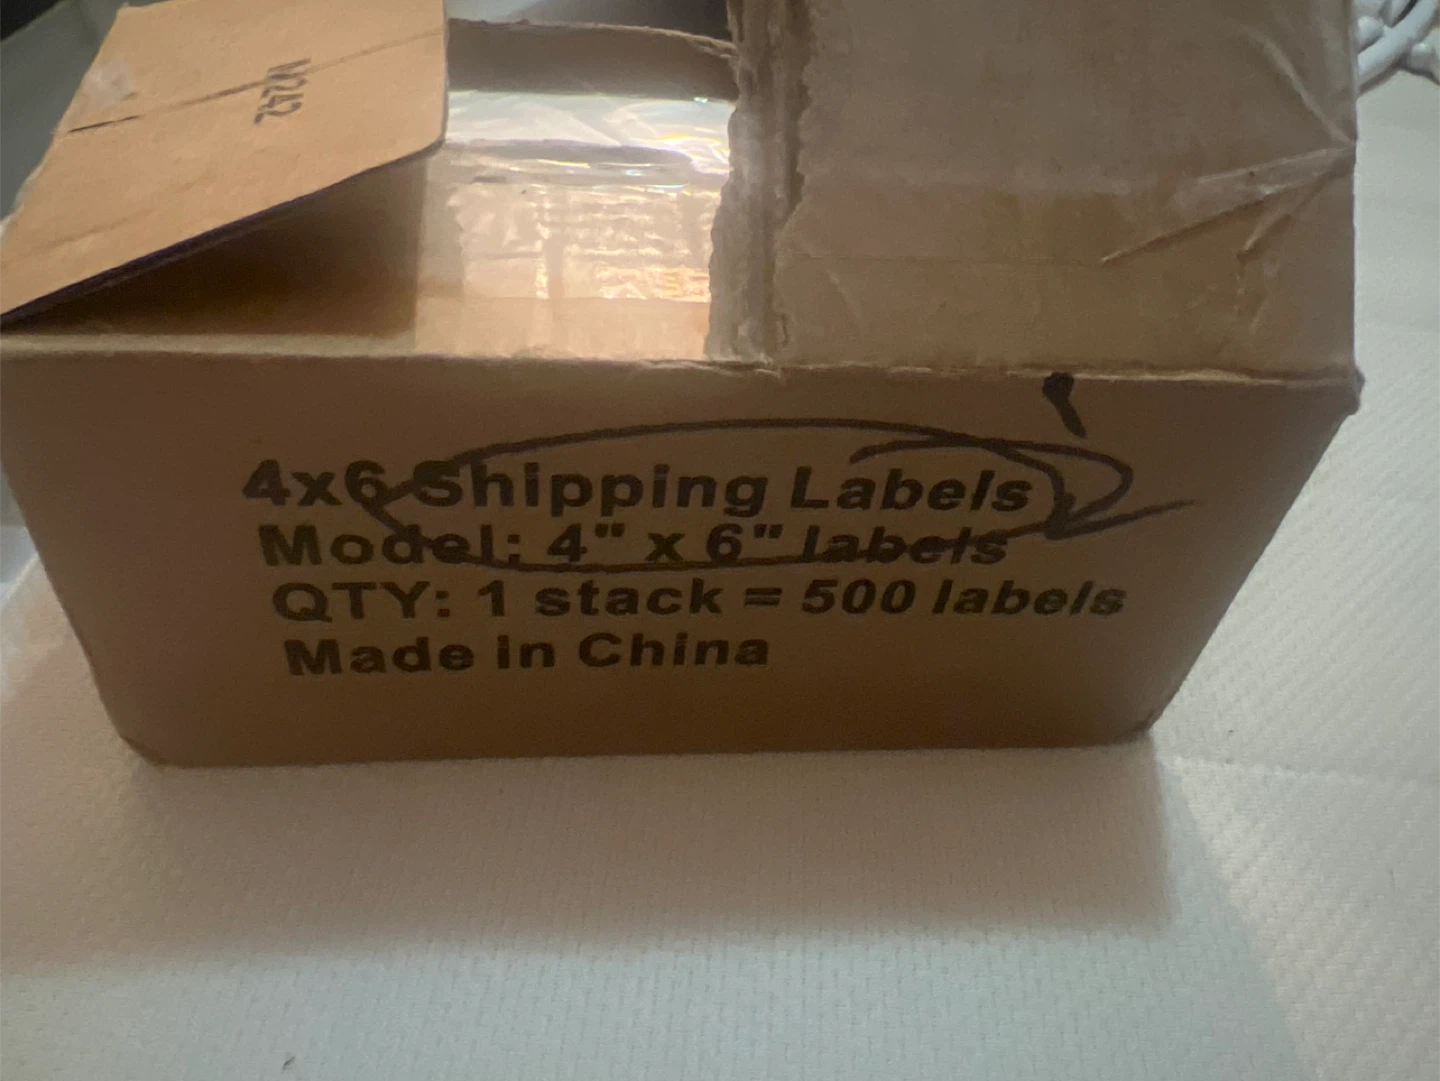 4x6 Shipping Labels
Model: 4" x 6" labels
QTY: 1 stack = 500 labels
Made in China